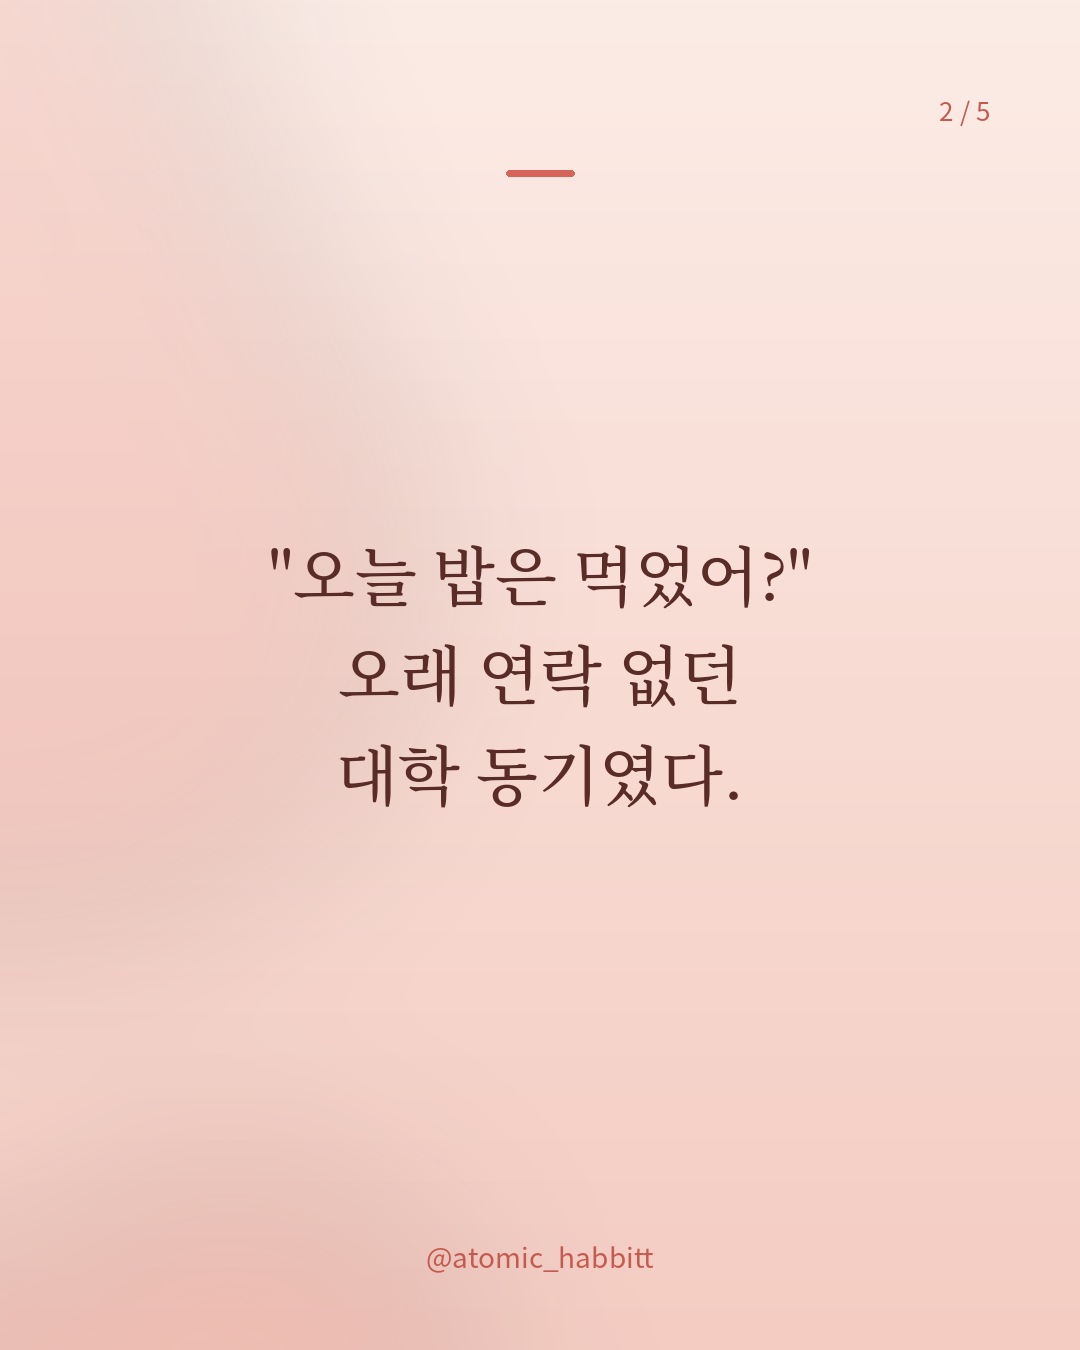 2 / 5
"오늘 밥은 먹었어?"
오래 연락 없던
대학 동기였다.
@atomic_habbitt